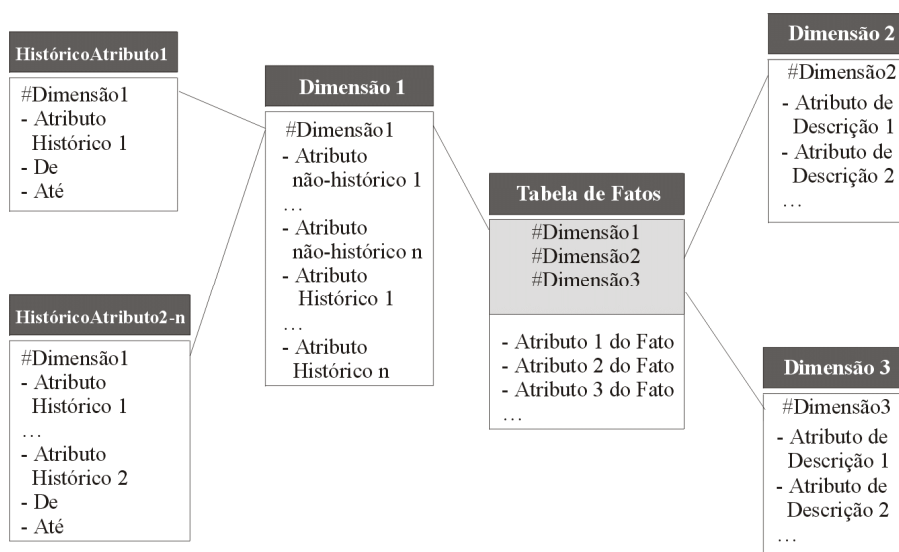 HistóricoAtributo1
#Dimensão1
- Atributo
Histórico 1
- De
- Até
HistóricoAtributo2-n
#Dimensão1
- Atributo
Histórico 1
…
- Atributo
Histórico 2
- De
- Até
Dimensão 1
#Dimensão1
- Atributo
não-histórico 1
…
- Atributo
não-histórico n
- Atributo
Histórico 1
…
- Atributo
Histórico n
Tabela de Fatos
#Dimensão1
#Dimensão2
#Dimensão3
- Atributo 1 do Fato
- Atributo 2 do Fato
- Atributo 3 do Fato
…
Dimensão 2
#Dimensão2
- Atributo de
Descrição 1
- Atributo de
Descrição 2
…
Dimensão 3
#Dimensão3
- Atributo de
Descrição 1
- Atributo de
Descrição 2
…